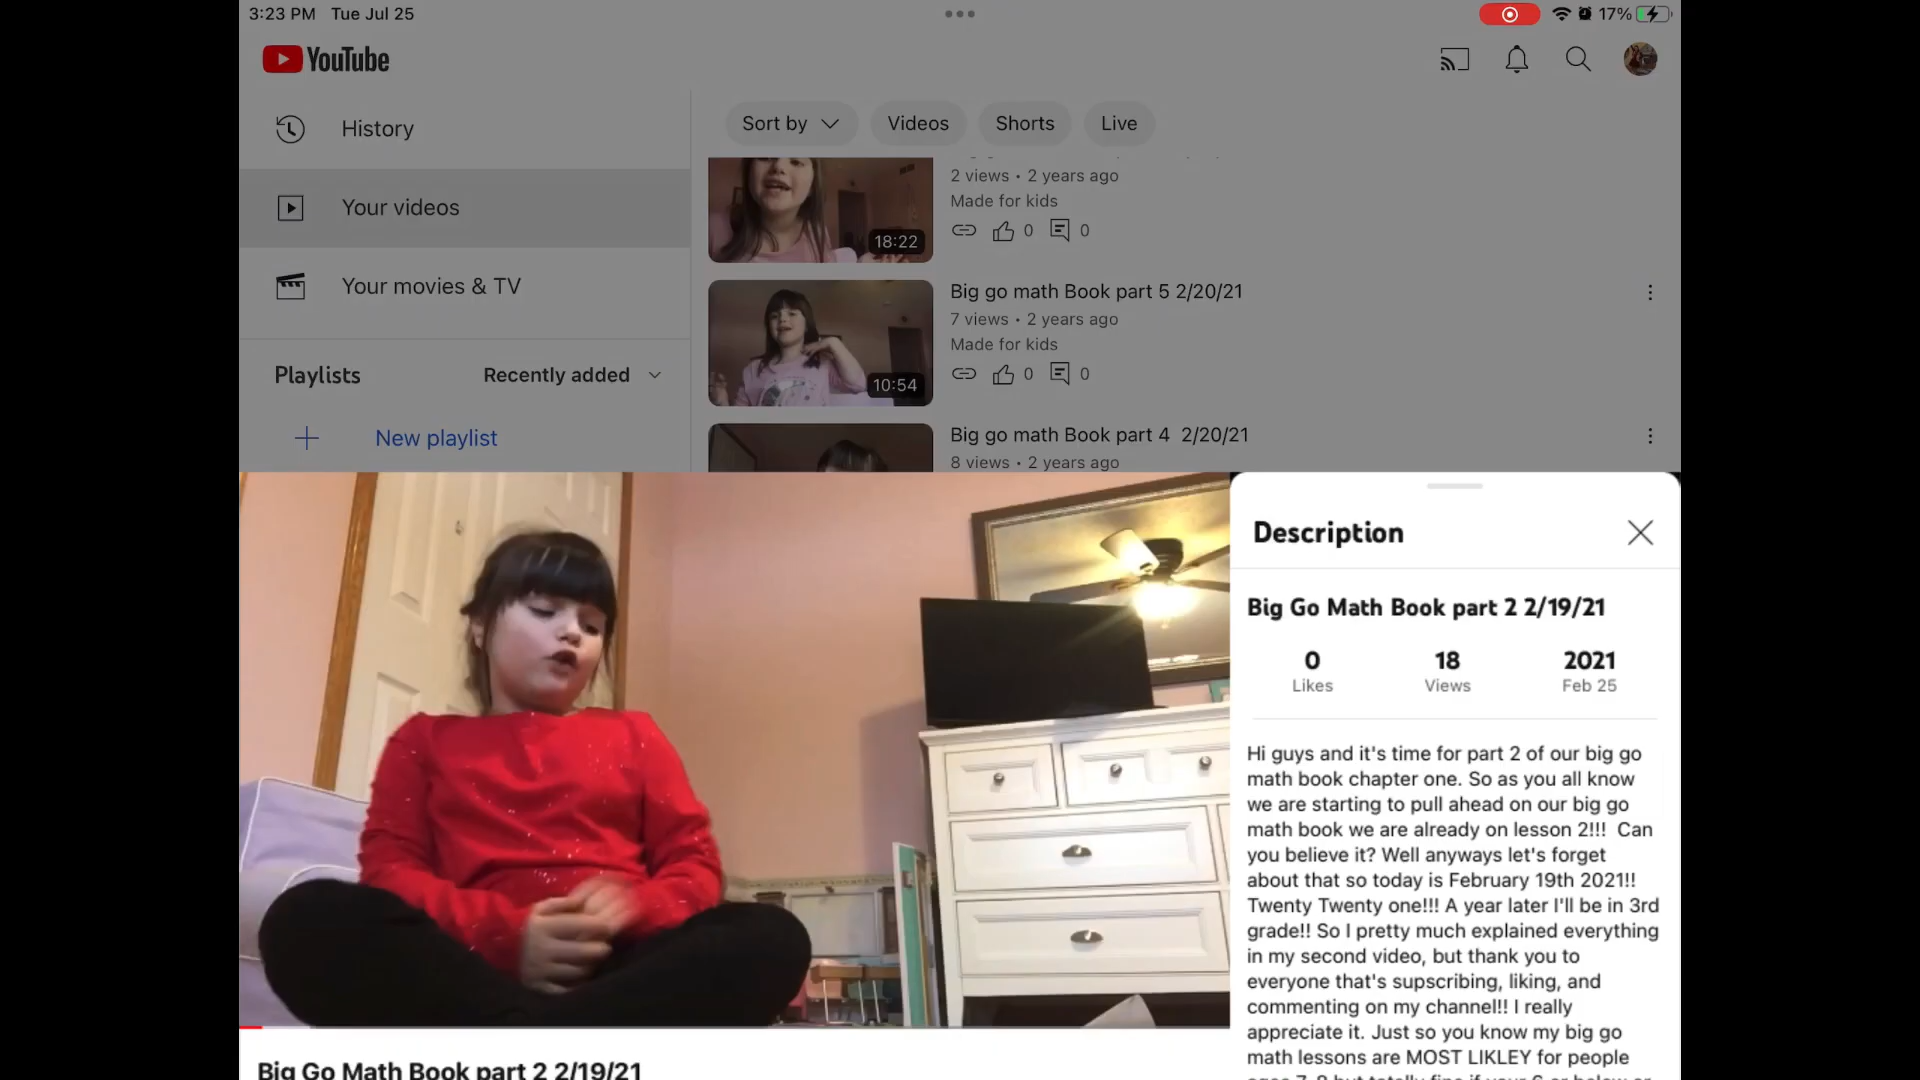 3:23 PM Tue Jul 25
17%
YouTube
History
Your videos
Your movies & TV
Playlists
Recently added
New playlist
Sort by
Videos
Shorts
Live
2 views • 2 years ago
Made for kids
0 0
18:22
Big go math Book part 5 2/20/21
7 views • 2 years ago
Made for kids
0 0
10:54
Big go math Book part 4 2/20/21
8 views • 2 years ago
Big Go Math Book part 2 2/19/21
Description
Big Go Math Book part 2 2/19/21
0 18 2021
Likes Views Feb 25
Hi guys and it's time for part 2 of our big go
math book chapter one. So as you all know
we are starting to pull ahead on our big go
math book we are already on lesson 2!!! Can
you believe it? Well anyways let's forget
about that so today is February 19th 2021!!
Twenty Twenty one!!! A year later I'll be in 3rd
grade!! So I pretty much explained everything
in my second video, but thank you to
everyone that's supscribing, liking, and
commenting on my channel!! I really
appreciate it. Just so you know my big go
math lessons are MOST LIKLEY for people